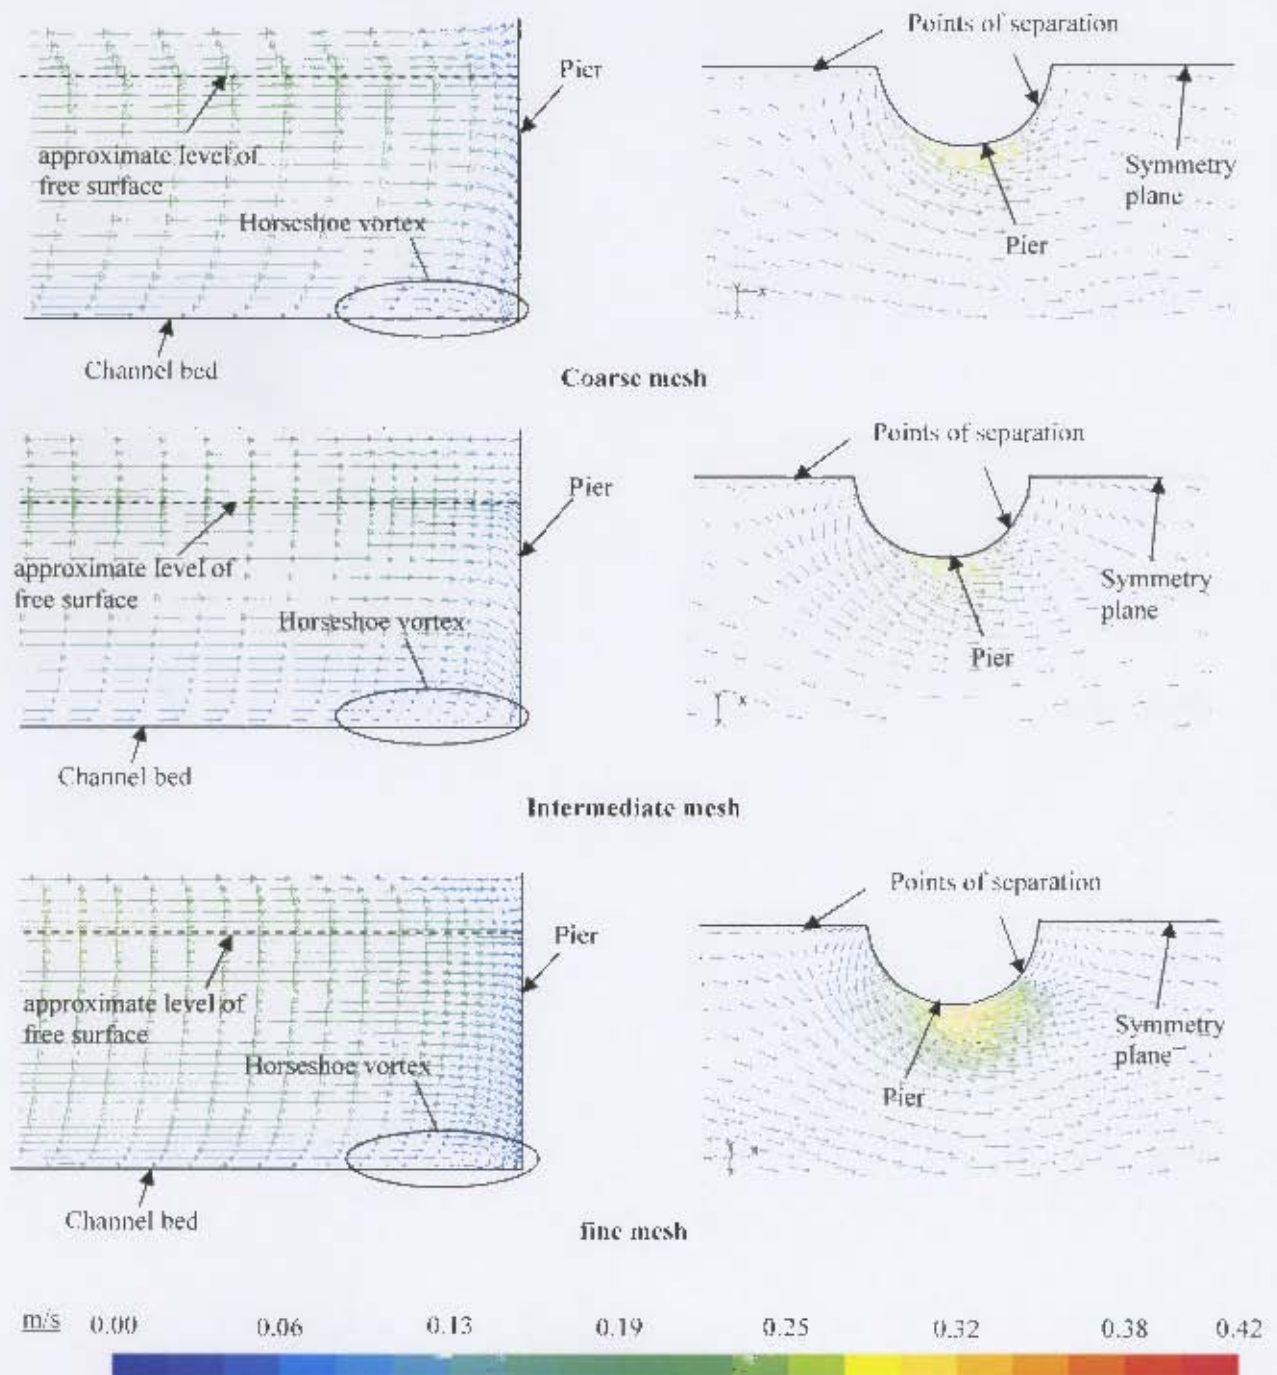 Points of separation
Pier
approximate level of
free surface
Horseshoe vortex
Symmetry
plane
Pier
Y
x
Channel bed
Coarse mesh
Points of separation
Pier
approximate level of
free surface
Horseshoe vortex
Symmetry
plane
Pier
Y
x
Channel bed
Intermediate mesh
Points of separation
Pier
approximate level of
free surface
Horseshoe vortex
Symmetry
plane
Pier
Y
x
Channel bed
fine mesh
m/s 0.00 0.06 0.13 0.19 0.25 0.32 0.38 0.42